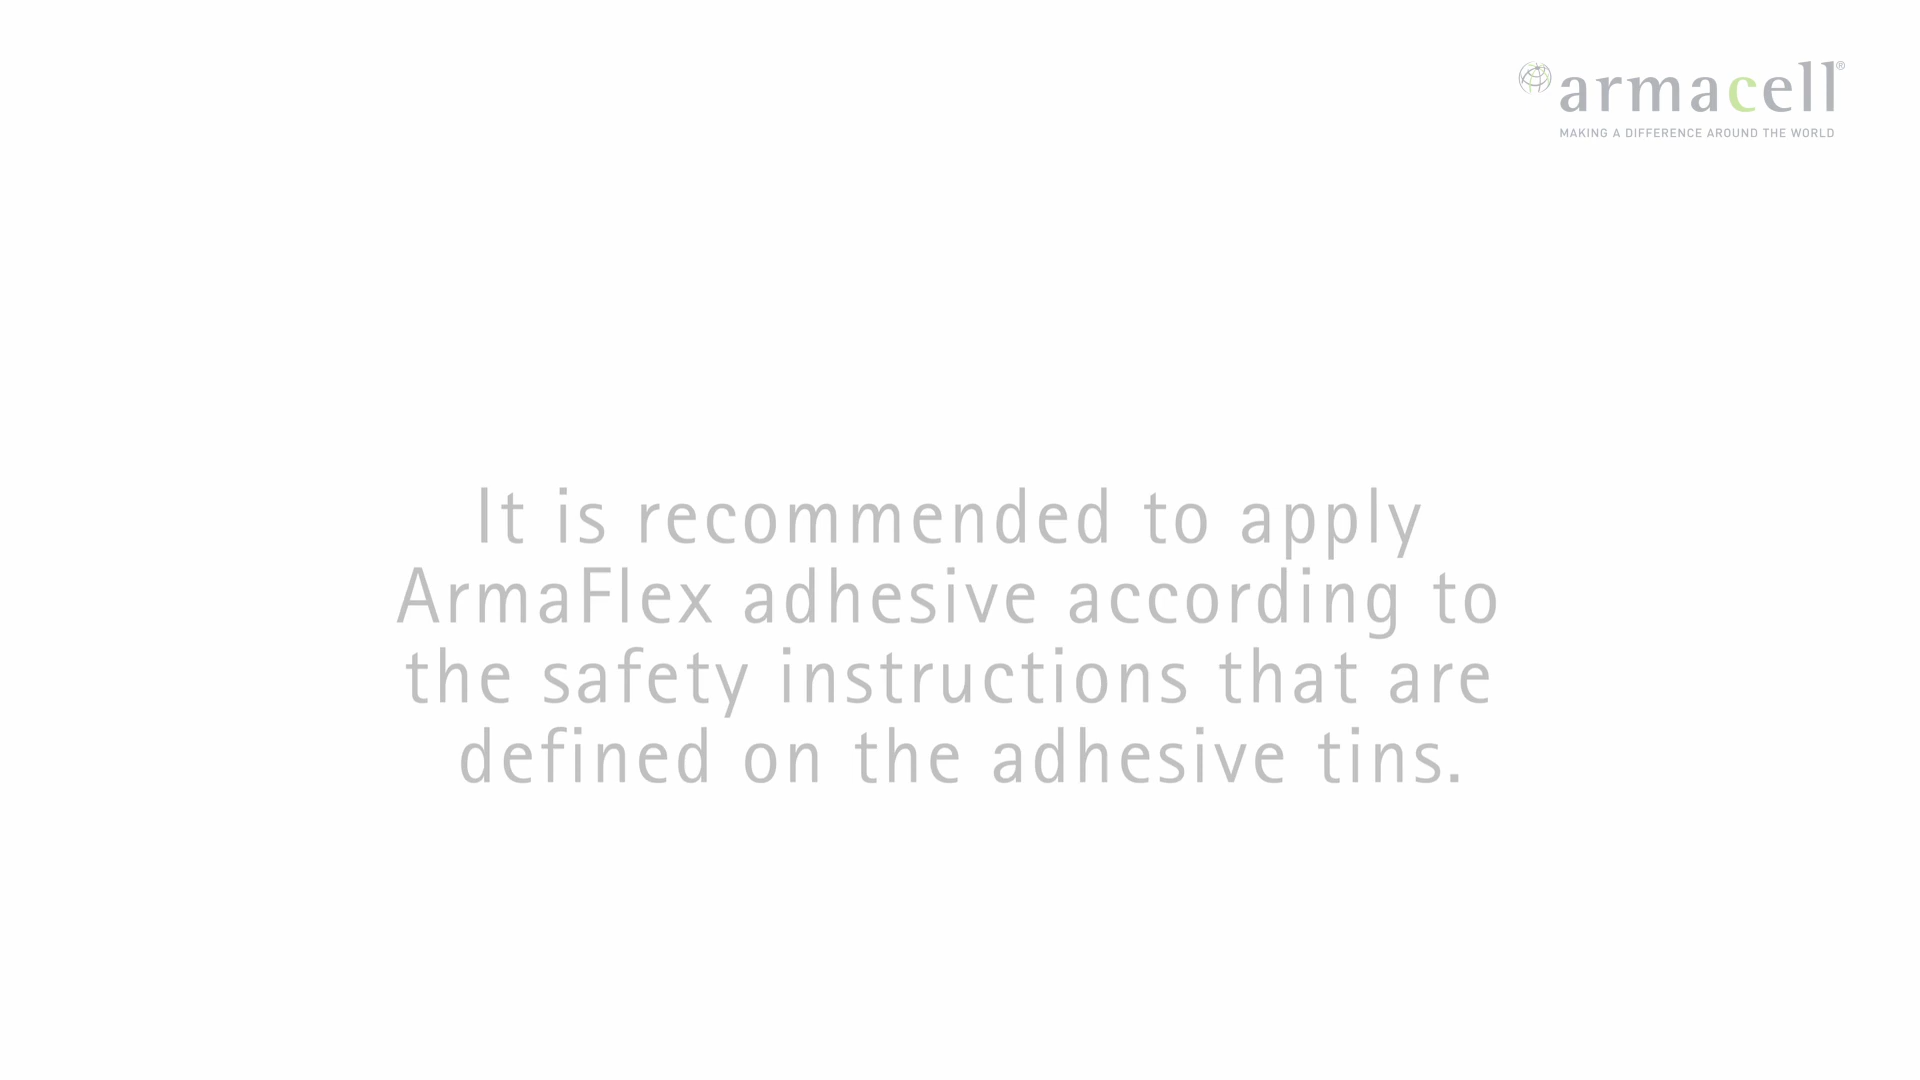 armacell®
MAKING A DIFFERENCE AROUND THE WORLD
It is recommended to apply
ArmaFlex adhesive according to
the safety instructions that are
defined on the adhesive tins.